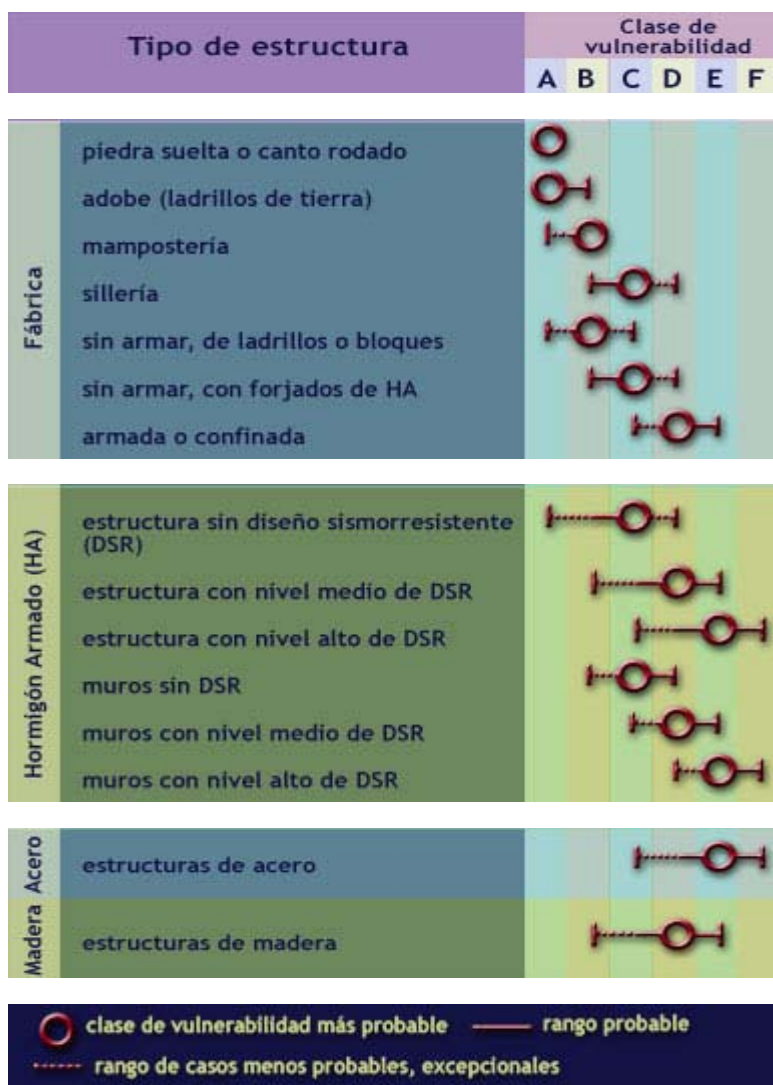 Tipo de estructura
Clase de
vulnerabilidad
A B C D E F
Fábrica
piedra suelta o canto rodado
adobe (ladrillos de tierra)
mampostería
sillería
sin armar, de ladrillos o bloques
sin armar, con forjados de HA
armada o confinada
Hormigón Armado (HA)
estructura sin diseño sismorresistente
(DSR)
estructura con nivel medio de DSR
estructura con nivel alto de DSR
muros sin DSR
muros con nivel medio de DSR
muros con nivel alto de DSR
Acero
estructuras de acero
Madera
estructuras de madera
clase de vulnerabilidad más probable
rango probable
rango de casos menos probables, excepcionales